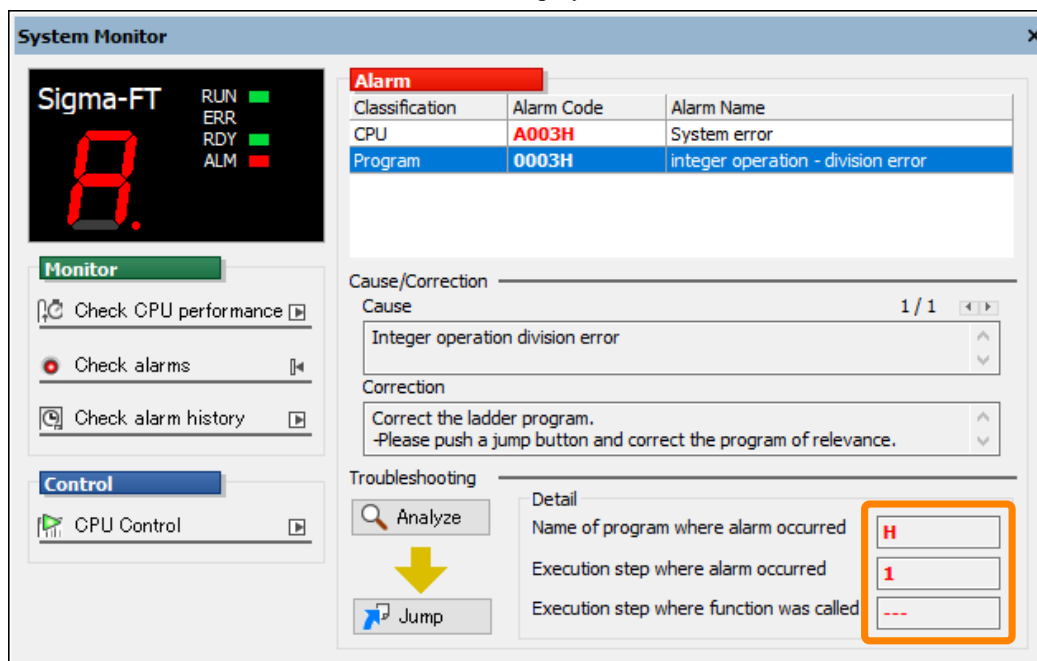 System Monitor
Sigma-FT
RUN
ERR
RDY
ALM
A.
Monitor
Check CPU performance
Check alarms
Check alarm history
Control
CPU Control
Alarm
Classification Alarm Code Alarm Name
CPU A003H System error
Program 0003H integer operation - division error
Cause/Correction
Cause 1 / 1
Integer operation division error
Correction
Correct the ladder program.
-Please push a jump button and correct the program of relevance.
Troubleshooting
Analyze
Jump
Detail
Name of program where alarm occurred H
Execution step where alarm occurred 1
Execution step where function was called ---